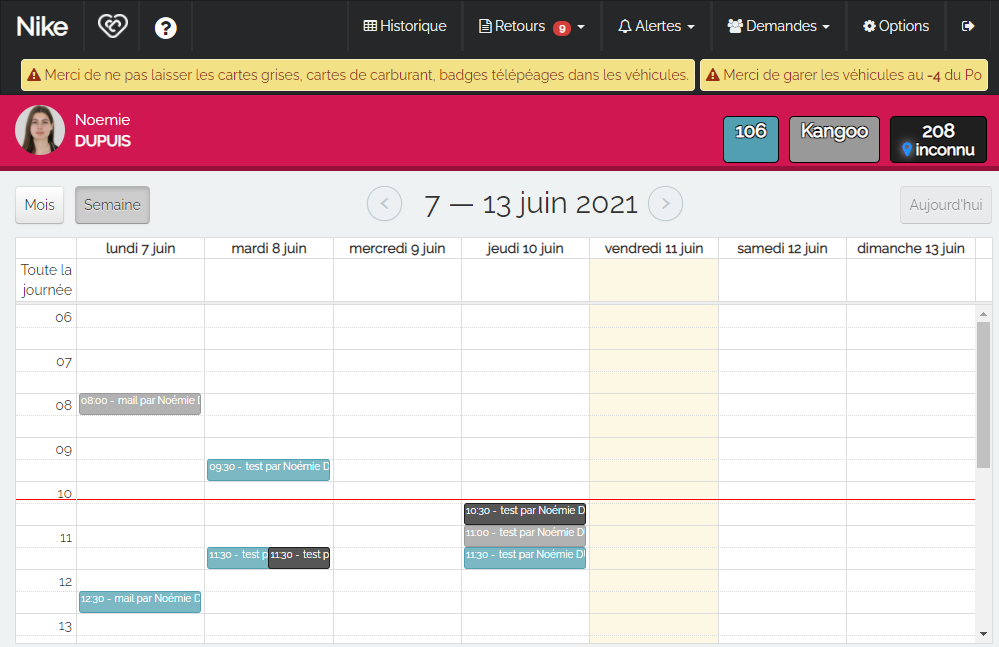 Nike
?
Historique
Retours 9
Alertes
Demandes
Options
Merci de ne pas laisser les cartes grises, cartes de carburant, badges télépéages dans les véhicules.
Merci de garer les véhicules au -4 du Po
Noemie
DUPUIS
106
Kangoo
208
inconnu
Mois
Semaine
7 — 13 juin 2021
Aujourd'hui
lundi 7 juin
mardi 8 juin
mercredi 9 juin
jeudi 10 juin
vendredi 11 juin
samedi 12 juin
dimanche 13 juin
Toute la
journée
06
07
08
08:00 - mail par Noémie
09
09:30 - test par Noémie D
10
10:30 - test par Noémie D
11:00 - test par Noémie D
11
11:30 - test p
11:30 - test p
11:30 - test par Noémie D
12
12:30 - mail par Noémie D
13